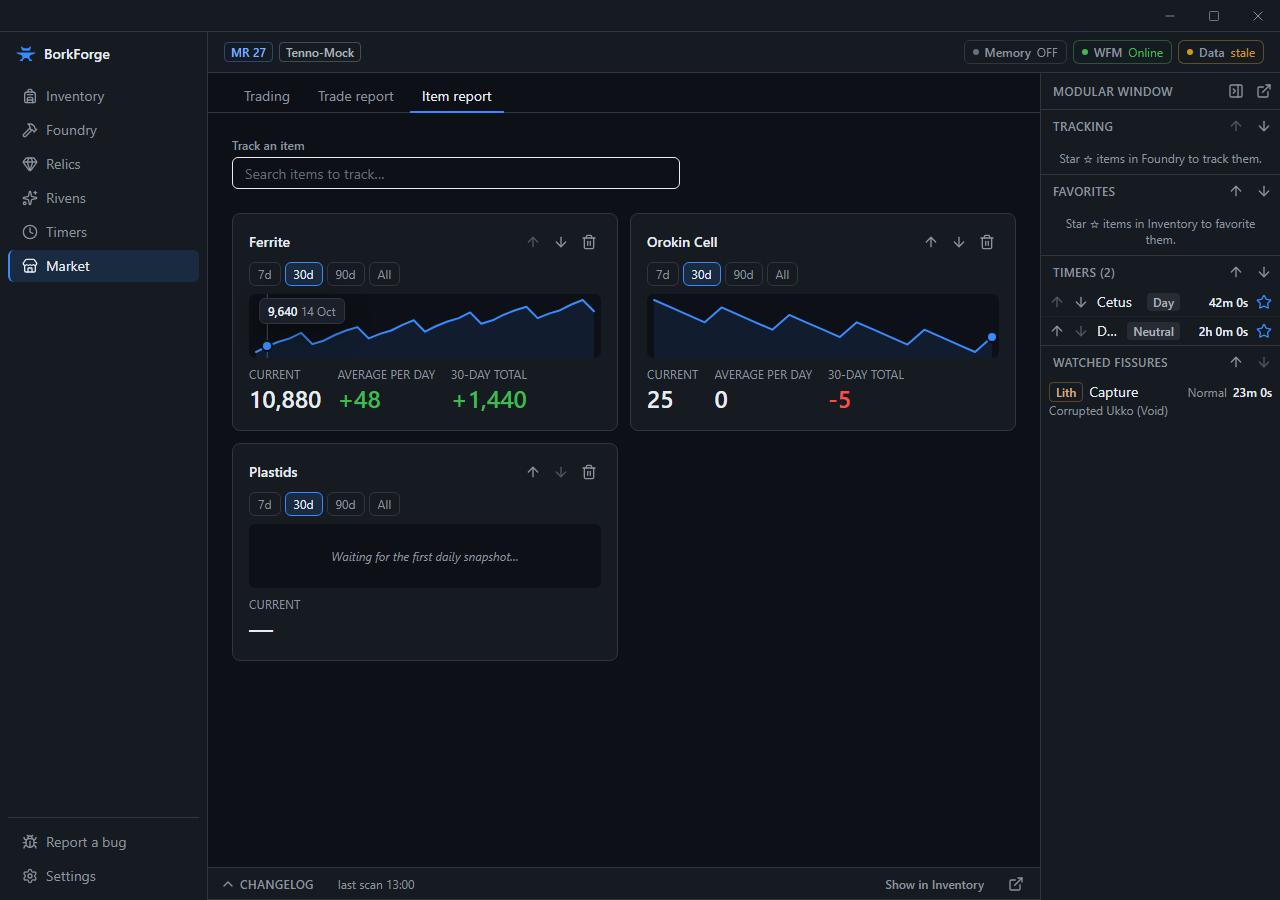 BorkForge
Inventory
Foundry
Relics
Rivens
Timers
Market
Report a bug
Settings
MR 27
Tenno-Mock
Memory OFF
WFM Online
Data stale
Trading
Trade report
Item report
Track an item
Search items to track...
Ferrite
7d
30d
90d
All
9,640 14 Oct
CURRENT
10,880
AVERAGE PER DAY
+48
30-DAY TOTAL
+1,440
Orokin Cell
7d
30d
90d
All
CURRENT
25
AVERAGE PER DAY
0
30-DAY TOTAL
-5
Plastids
7d
30d
90d
All
Waiting for the first daily snapshot...
CURRENT
—
CHANGELOG
last scan 13:00
Show in Inventory
MODULAR WINDOW
TRACKING
Star ☆ items in Foundry to track them.
FAVORITES
Star ☆ items in Inventory to favorite
them.
TIMERS (2)
Cetus Day 42m 0s
D... Neutral 2h 0m 0s
WATCHED FISSURES
Lith Capture Normal 23m 0s
Corrupted Ukko (Void)